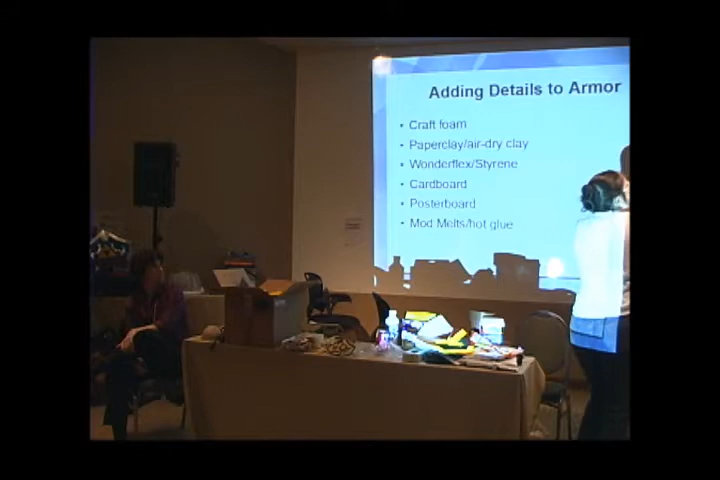 Adding Details to Armor
• Craft foam
• Paperclay/air-dry clay
• Wonderflex/Styrene
• Cardboard
• Posterboard
• Mod Melts/hot glue